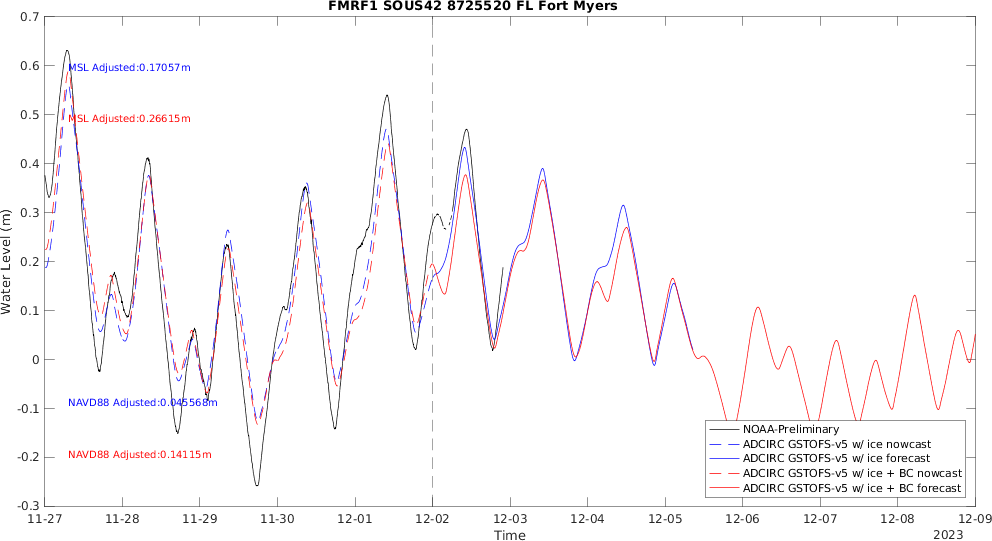 FMRF1 SOUS42 8725520 FL Fort Myers
Water Level (m)
0.7
0.6
0.5
0.4
0.3
0.2
0.1
0
-0.1
-0.2
-0.3
MSL Adjusted:0.17057m
MSL Adjusted:0.26615m
NAVD88 Adjusted:0.045568m
NAVD88 Adjusted:0.14115m
NOAA-Preliminary
ADCIRC GSTOFS-v5 w/ ice nowcast
ADCIRC GSTOFS-v5 w/ ice forecast
ADCIRC GSTOFS-v5 w/ ice + BC nowcast
ADCIRC GSTOFS-v5 w/ ice + BC forecast
11-27 11-28 11-29 11-30 12-01 12-02 12-03 12-04 12-05 12-06 12-07 12-08 12-09
Time
2023